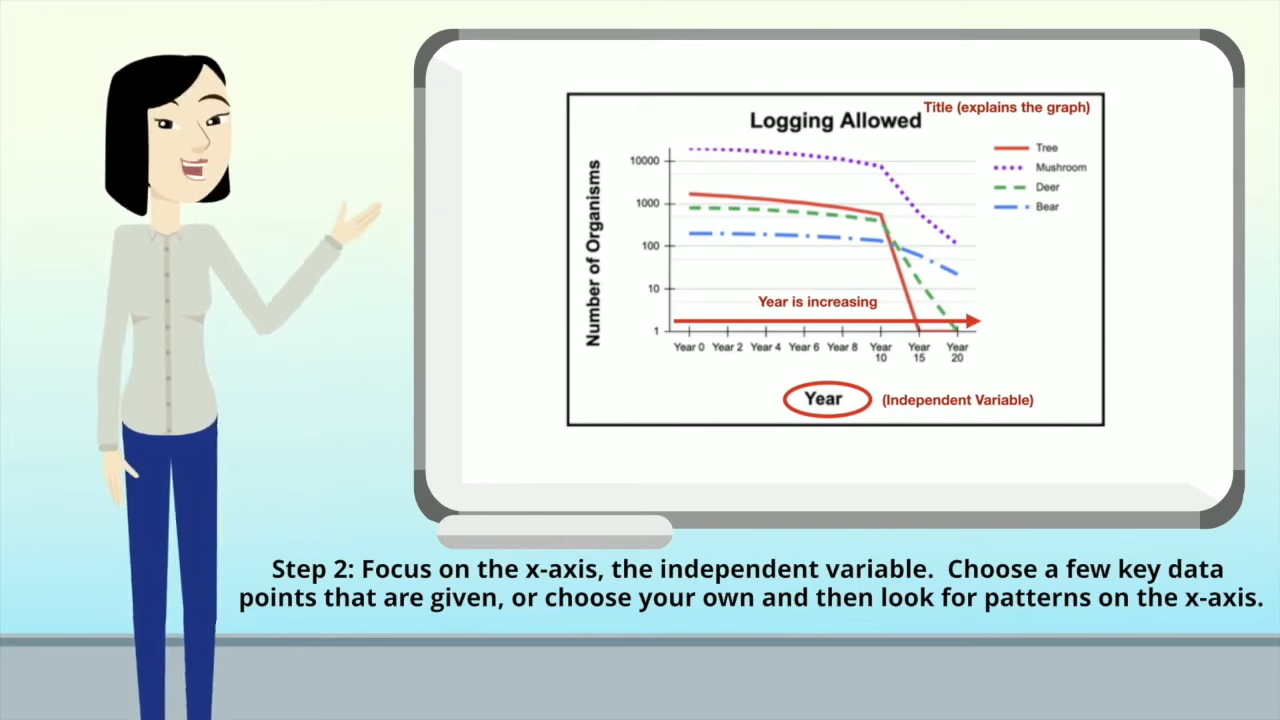 Title (explains the graph)
Logging Allowed
Tree
Mushroom
Deer
Bear
Number of Organisms
10000
1000
100
10
1
Year is increasing
Year 0 Year 2 Year 4 Year 6 Year 8 Year 10 Year 15 Year 20
Year (Independent Variable)
Step 2: Focus on the x-axis, the independent variable. Choose a few key data
points that are given, or choose your own and then look for patterns on the x-axis.